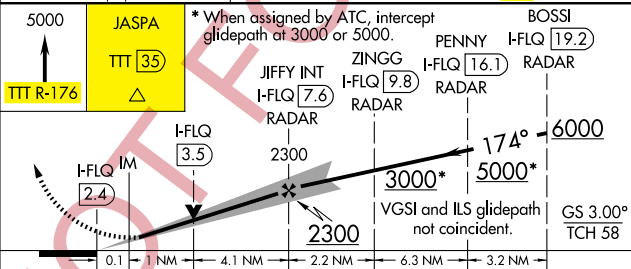 5000
TTT R-176
JASPA
TTT 35
* When assigned by ATC, intercept
glidepath at 3000 or 5000.
BOSSI
I-FLQ 19.2
RADAR
PENNY
I-FLQ 16.1
RADAR
ZINGG
I-FLQ 9.8
RADAR
JIFFY INT
I-FLQ 7.6
RADAR
I-FLQ
3.5
I-FLQ
2.4
IM
2300
174°
6000
5000*
3000*
2300
VGSI and ILS glidepath
not coincident.
GS 3.00°
TCH 58
0.1
1 NM
4.1 NM
2.2 NM
6.3 NM
3.2 NM